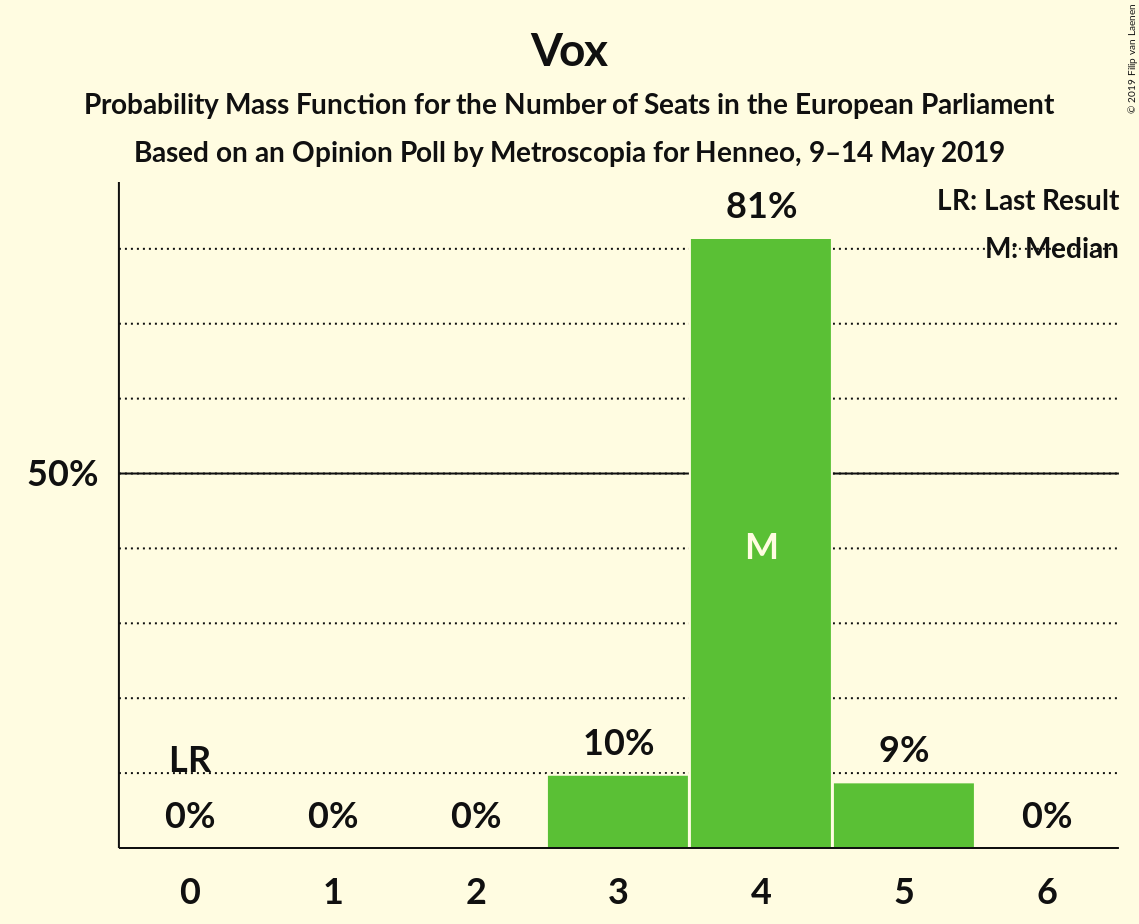 Vox
Probability Mass Function for the Number of Seats in the European Parliament
Based on an Opinion Poll by Metroscopia for Henneo, 9–14 May 2019
© 2019 Filip van Laenen
LR: Last Result
M: Median
81%
50%
M
LR
10%
9%
0%
0%
0%
0%
0
1
2
3
4
5
6